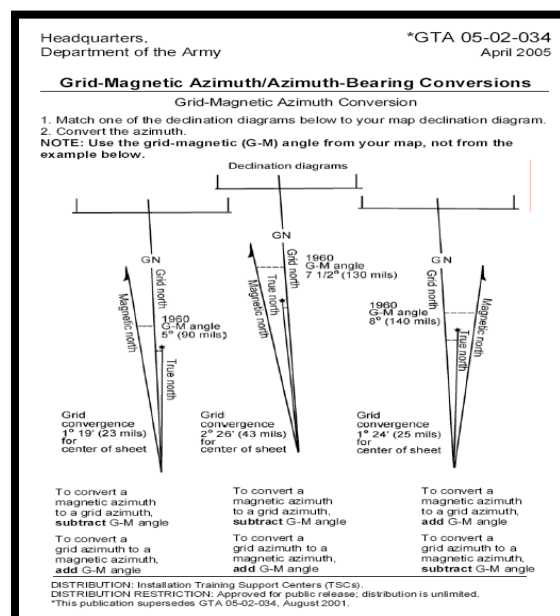 Headquarters,
Department of the Army
*GTA 05-02-034
April 2005
Grid-Magnetic Azimuth/Azimuth-Bearing Conversions
Grid-Magnetic Azimuth Conversion
1. Match one of the declination diagrams below to your map declination diagram.
2. Convert the azimuth.
NOTE: Use the grid-magnetic (G-M) angle from your map, not from the
example below.
Declination diagrams
GN
Grid north
Magnetic north
True north
1960
G-M angle
5° (90 mils)
Grid
convergence
1° 19' (23 mils)
for
center of sheet
To convert a
magnetic azimuth
to a grid azimuth,
subtract G-M angle
To convert a
grid azimuth to a
magnetic azimuth,
add G-M angle
GN
Grid north
True north
Magnetic north
1960
G-M angle
7 1/2° (130 mils)
Grid
convergence
2° 26' (43 mils)
for
center of sheet
To convert a
magnetic azimuth
to a grid azimuth,
subtract G-M angle
To convert a
grid azimuth to a
magnetic azimuth,
add G-M angle
GN
Grid north
Magnetic north
True north
1960
G-M angle
8° (140 mils)
Grid
convergence
1° 24' (25 mils)
for
center of sheet
To convert a
magnetic azimuth
to a grid azimuth,
add G-M angle
To convert a
grid azimuth to a
magnetic azimuth,
subtract G-M angle
DISTRIBUTION: Installation Training Support Centers (TSCs).
DISTRIBUTION RESTRICTION: Approved for public release; distribution is unlimited.
*This publication supersedes GTA 05-02-034, August 2001.